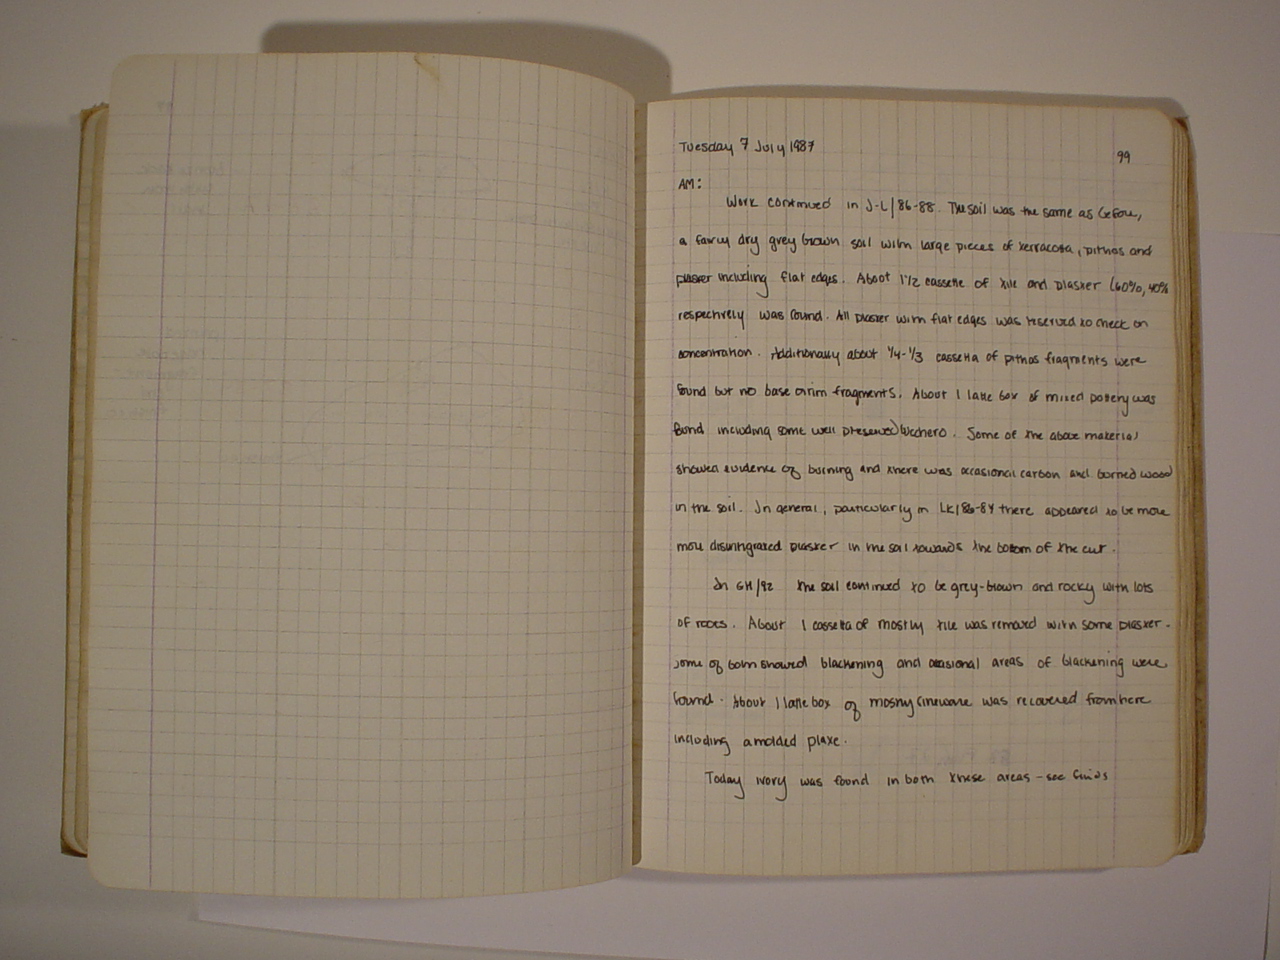 Tuesday 7 July 1987
99
AM:
Work continued in J-L/86-88. The soil was the same as before,
a fairly dry grey brown soil with large pieces of terracotta, pithos and
plaster including flat edges. About 1 1/2 cassette of tile and plaster (60%, 40%
respectively was found. All plaster with flat edges was reserved to check on
concentration. Additionally about 1/4-1/3 cassetta of pithos fragments were
found but no base or rim fragments. About 1 latte box of mixed pottery was
found including some well preserved bucchero. Some of the above material
showed evidence of burning and there was occasional carbon and burned wood
in the soil. In general, particularly in there appeared to be more
more disintigrated plaster in the soil towards the bottom of the cut.
In GH/92 the soil continued to be grey-brown and rocky with lots
of roots. About 1 cassetta of mostly tile was removed with some plaster.
Some of both showed blackening and occasional areas of blackening were
found. About 1 latte box of mostly fineware was recovered from here
including a molded plaxe.
Today ivory was found in both these areas - see finds